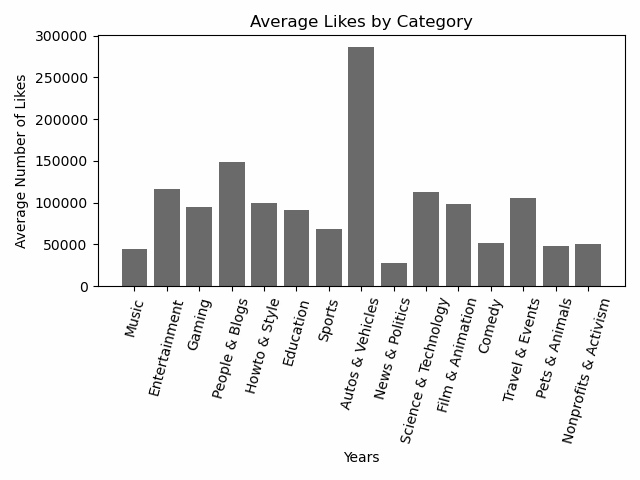 Average Likes by Category
Average Number of Likes
300000
250000
200000
150000
100000
50000
0
Music
Entertainment
Gaming
People & Blogs
Howto & Style
Education
Sports
Autos & Vehicles
News & Politics
Science & Technology
Film & Animation
Comedy
Travel & Events
Pets & Animals
Nonprofits & Activism
Years